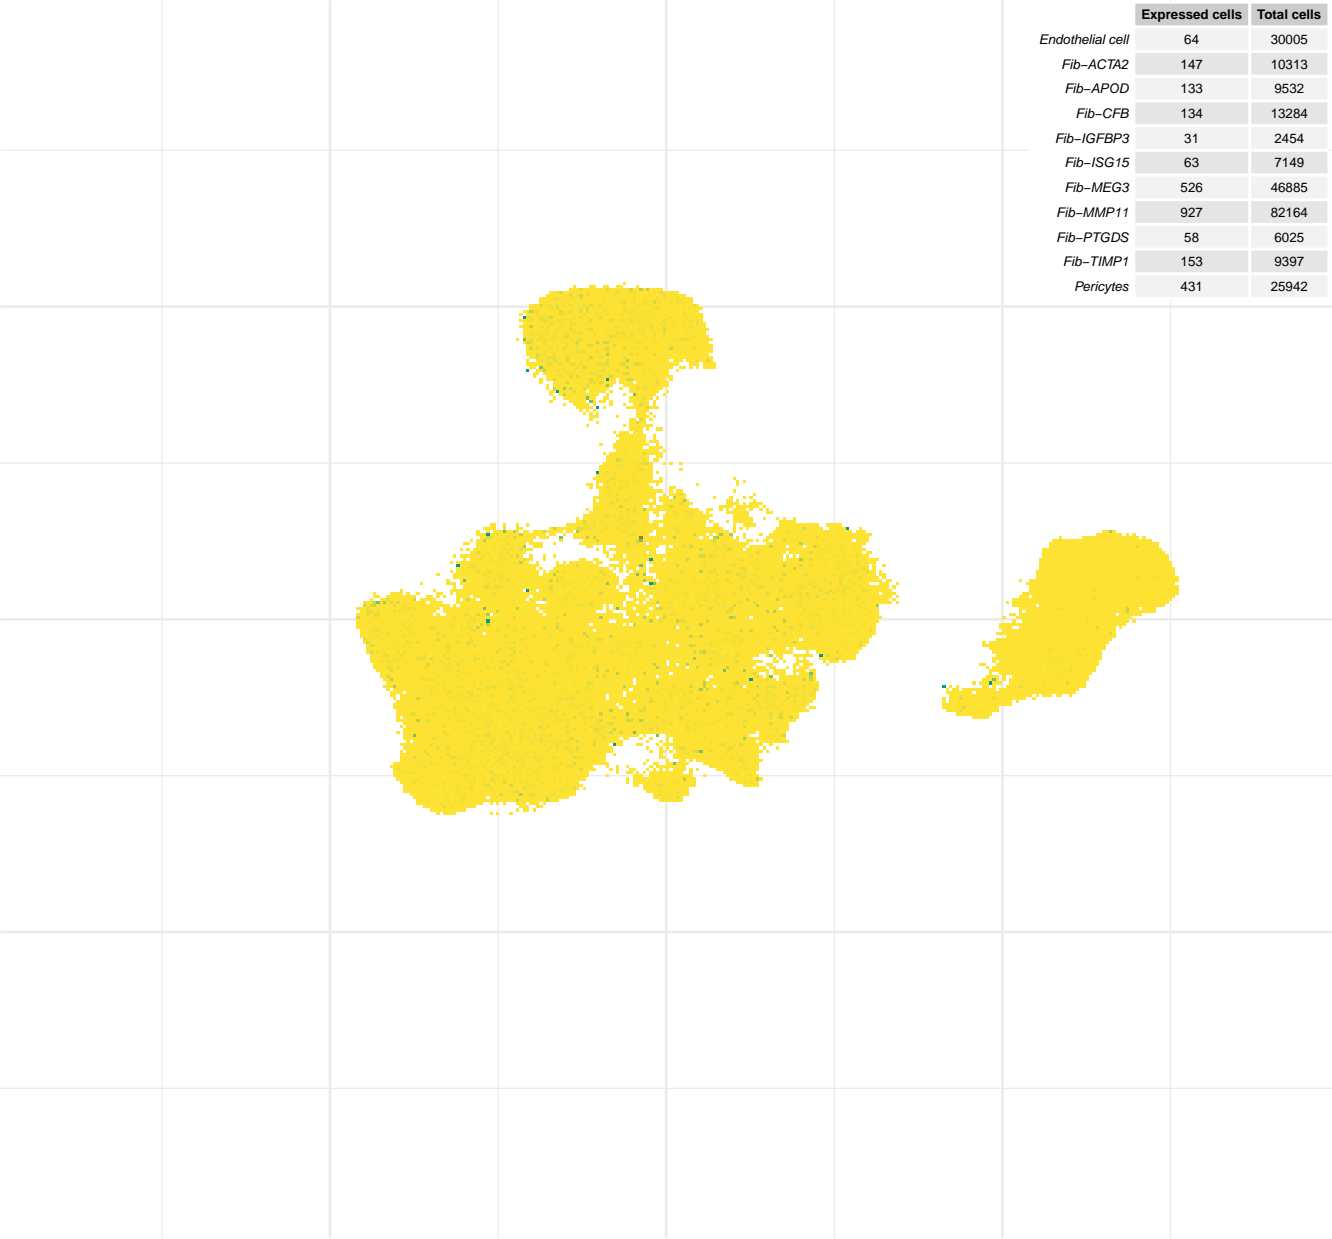 Expressed cells Total cells
Endothelial cell 64 30005
Fib−ACTA2 147 10313
Fib−APOD 133 9532
Fib−CFB 134 13284
Fib−IGFBP3 31 2454
Fib−ISG15 63 7149
Fib−MEG3 526 46885
Fib−MMP11 927 82164
Fib−PTGDS 58 6025
Fib−TIMP1 153 9397
Pericytes 431 25942